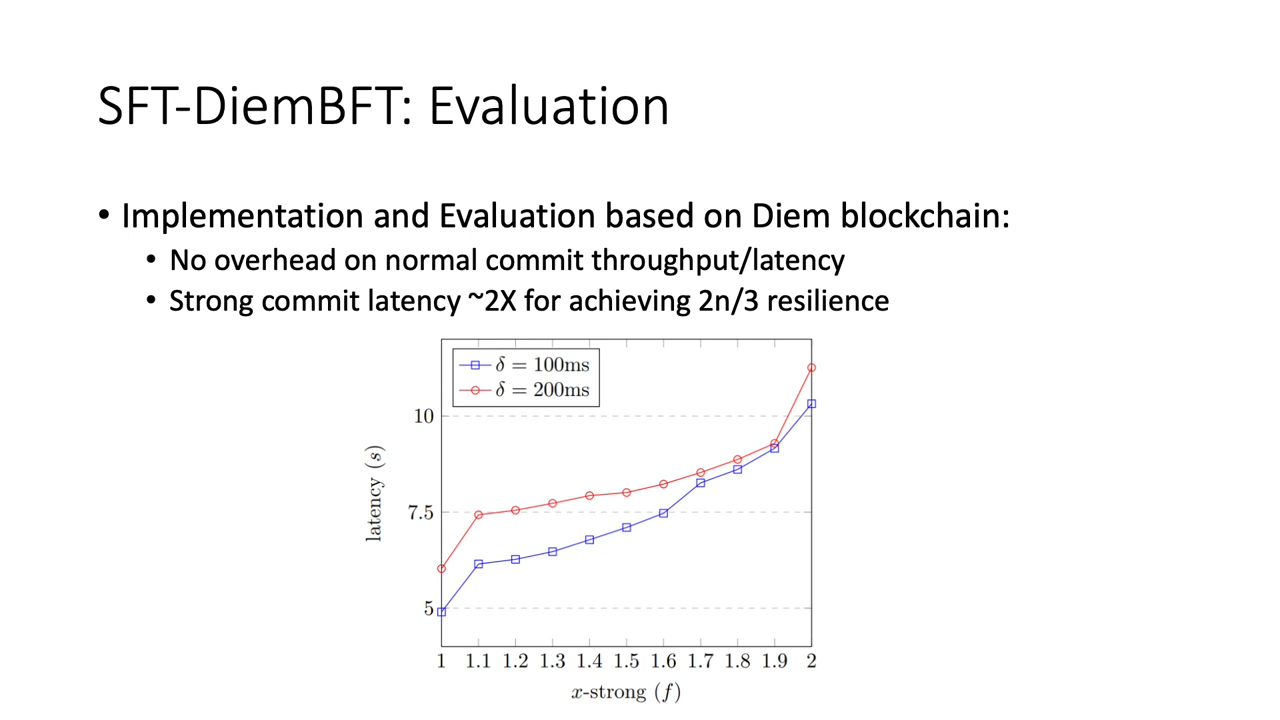 SFT-DiemBFT: Evaluation
• Implementation and Evaluation based on Diem blockchain:
• No overhead on normal commit throughput/latency
• Strong commit latency ~2X for achieving 2n/3 resilience
δ = 100ms
δ = 200ms
10
7.5
5
latency (s)
1 1.1 1.2 1.3 1.4 1.5 1.6 1.7 1.8 1.9 2
x-strong (f)